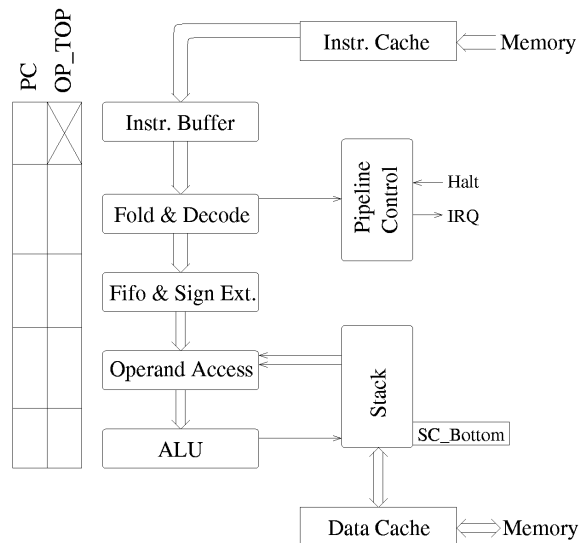 PC
OP_TOP
Instr. Cache
Memory
Instr. Buffer
Fold & Decode
Pipeline
Control
Halt
IRQ
Fifo & Sign Ext.
Operand Access
Stack
ALU
SC_Bottom
Data Cache
Memory